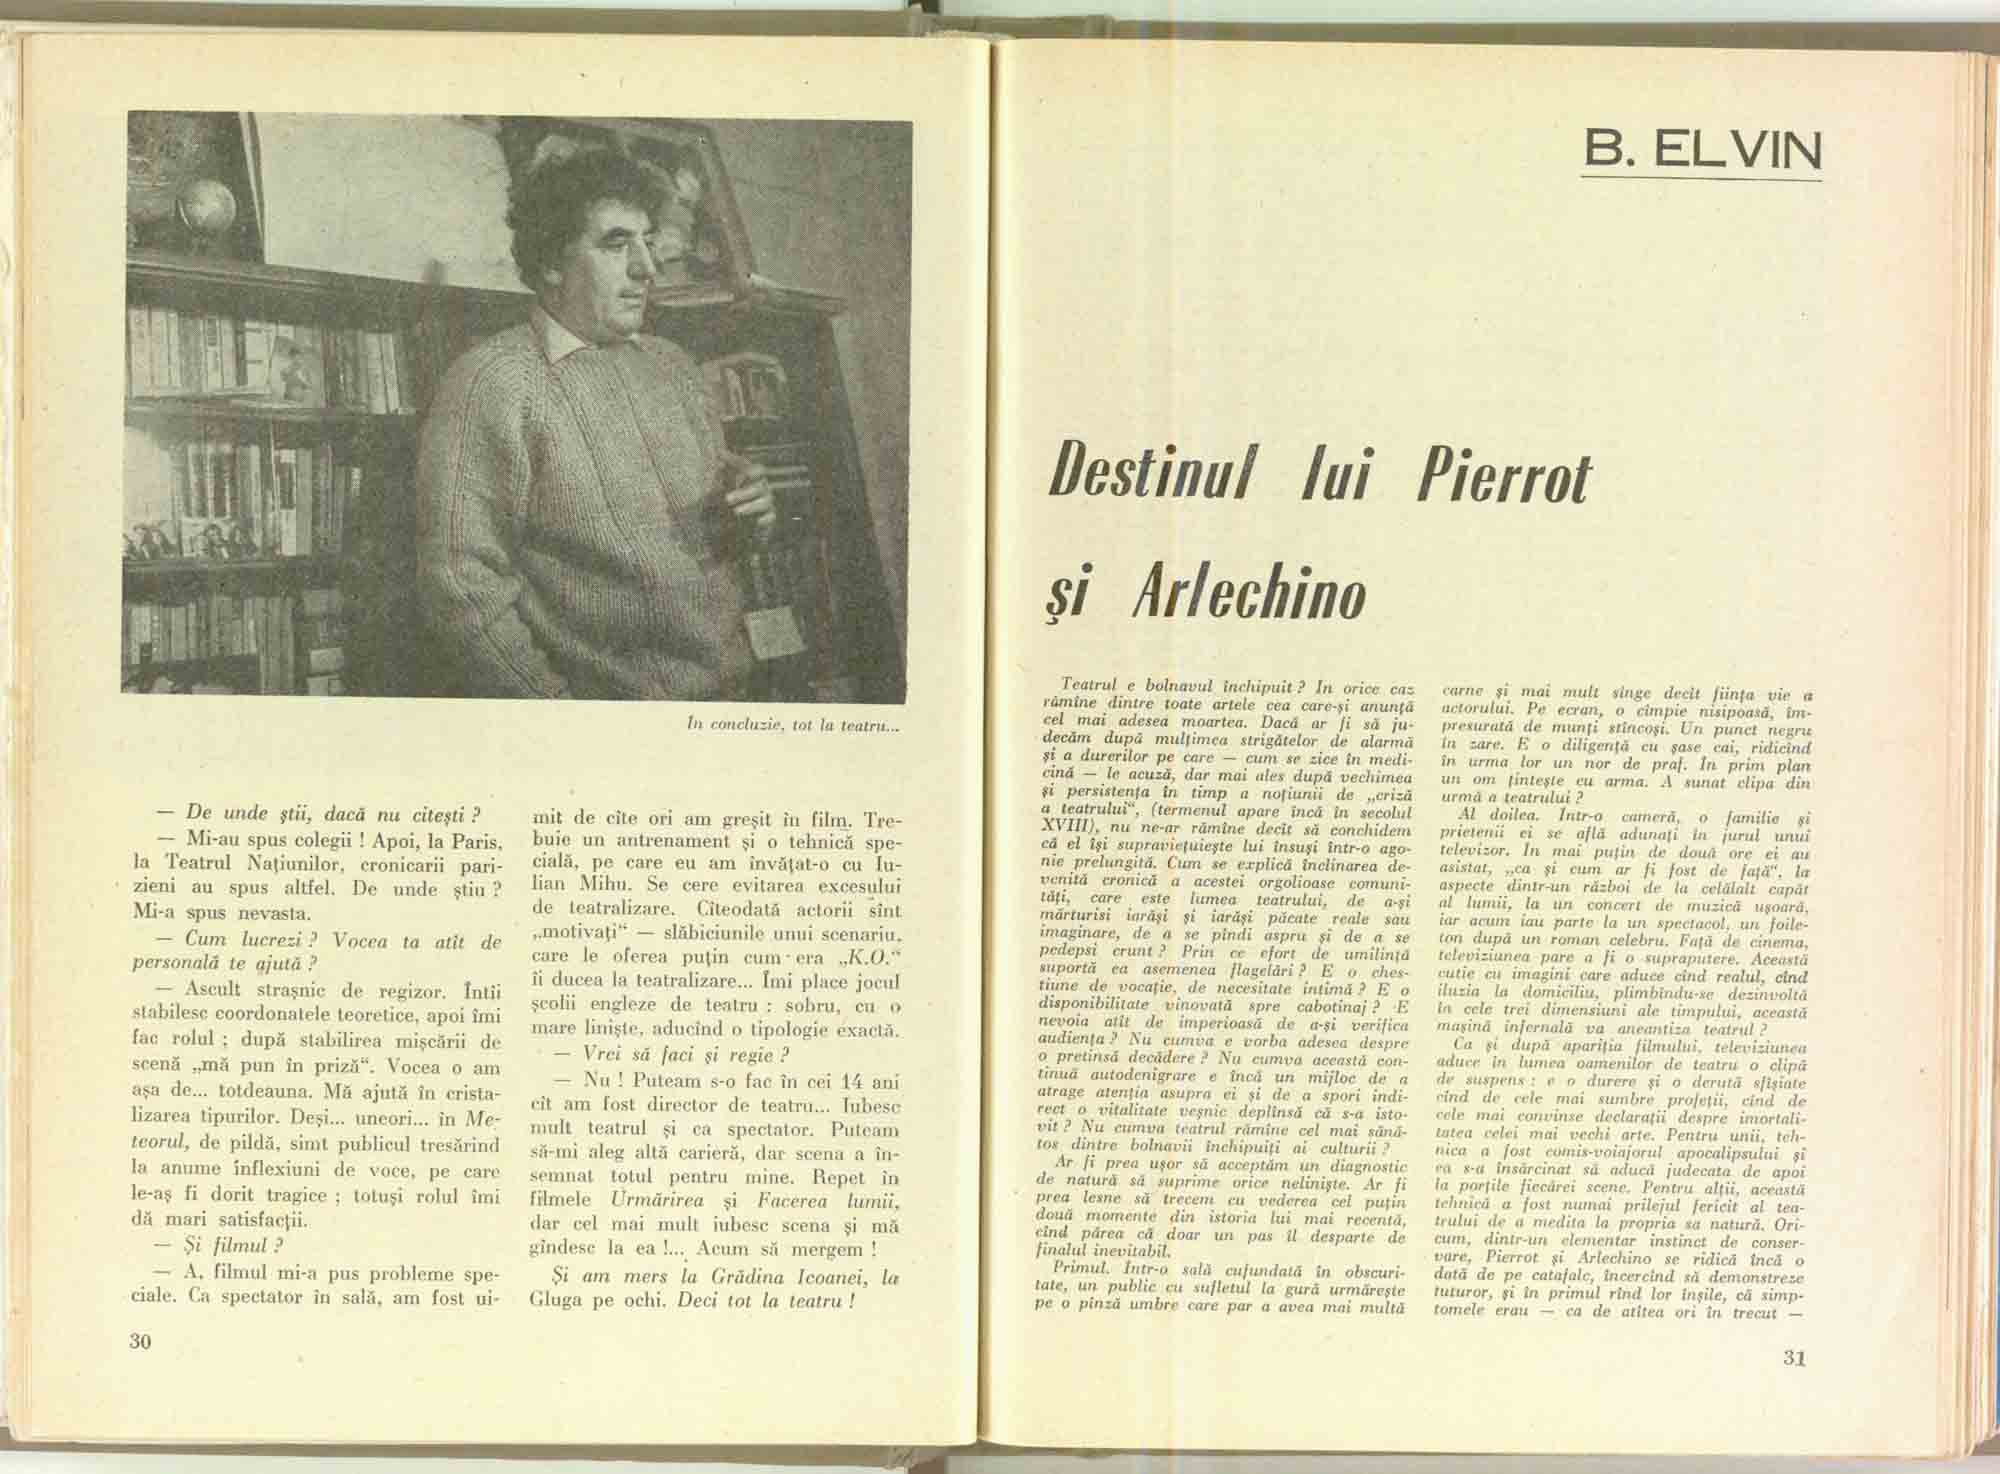 In concluzie, tot la teatru...
— De unde ştii, dacă nu citeşti ?
— Mi-au spus colegii ! Apoi, la Paris,
la Teatrul Naţiunilor, cronicarii pari-
zieni au spus altfel. De unde ştiu ?
Mi-a spus nevasta.
— Cum lucrezi ? Vocea ta atît de
personală te ajută ?
— Ascult straşnic de regizor. Întîi
stabilesc coordonatele teoretice, apoi îmi
fac rolul ; după stabilirea mişcării de
scenă „mă pun în priză“. Vocea o am
aşa de... totdeauna. Mă ajută în crista-
lizarea tipurilor. Deşi... uneori... în Me-
teorul, de pildă, simt publicul tresărind
la anume inflexiuni de voce, pe care
le-aş fi dorit tragice ; totuşi rolul îmi
dă mari satisfacţii.
— Şi filmul ?
— A, filmul mi-a pus probleme spe-
ciale. Ca spectator în sală, am fost ui-
mit de cîte ori am greşit în film. Tre-
buie un antrenament şi o tehnică spe-
cială, pe care eu am învăţat-o cu Iu-
lian Mihu. Se cere evitarea excesului
de teatralizare. Cîteodată actorii sînt
„motivaţi“ — slăbiciunile unui scenariu,
care le oferea puţin cum era „K.O.“
îi ducea la teatralizare... Îmi place jocul
şcolii engleze de teatru : sobru, cu o
mare linişte, aducînd o tipologie exactă.
— Vrei să faci şi regie ?
— Nu ! Puteam s-o fac în cei 14 ani
cît am fost director de teatru... Iubesc
mult teatrul şi ca spectator. Puteam
să-mi aleg altă carieră, dar scena a în-
semnat totul pentru mine. Repet în
filmele Urmărirea şi Facerea lumii,
dar cel mai mult iubesc scena şi mă
gîndesc la ea !... Acum să mergem !
Şi am mers la Grădina Icoanei, la
Gluga pe ochi. Deci tot la teatru !
30
B. ELVIN
Destinul lui Pierrot
şi Arlechino
Teatrul e bolnavul închipuit ? In orice caz
rămîne dintre toate artele cea care-şi anunţă
cel mai adesea moartea. Dacă ar fi să ju-
decăm după mulţimea strigătelor de alarmă
şi a durerilor pe care — cum se zice în medi-
cină — le acuză, dar mai ales după vechimea
şi persistenţa în timp a noţiunii de „criză
a teatrului“, (termenul apare încă în secolul
XVIII), nu ne-ar rămîne decît să conchidem
că el îşi supravieţuieşte lui însuşi într-o ago-
nie prelungită. Cum se explică înclinarea de-
venită cronică a acestei orgolioase comuni-
tăţi, care este lumea teatrului, de a-şi
mărturisi iarăşi şi iarăşi păcate reale sau
imaginare, de a se pîndi aspru şi de a se
pedepsi crunt ? Prin ce efort de umilinţă
suportă ea asemenea flagelări ? E o ches-
tiune de vocaţie, de necesitate intimă ? E o
disponibilitate vinovată spre cabotinaj ? E
nevoia atît de imperioasă de a-şi verifica
audienţa ? Nu cumva e vorba adesea despre
o pretinsă decădere ? Nu cumva această con-
tinuă autodenigrare e încă un mijloc de a
atrage atenţia asupra ei şi de a spori indi-
rect o vitalitate veşnic deplînsă că s-a isto-
vit ? Nu cumva teatrul rămîne cel mai sănă-
tos dintre bolnavii închipuiţi ai culturii ?
Ar fi prea uşor să acceptăm un diagnostic
de natură să suprime orice nelinişte. Ar fi
prea lesne să trecem cu vederea cel puţin
două momente din istoria lui mai recentă,
cînd părea că doar un pas îl desparte de
finalul inevitabil.
Primul. Într-o sală cufundată în obscuri-
tate, un public cu sufletul la gură urmăreşte
pe o pînză umbre care par a avea mai multă
carne şi mai mult sînge decît fiinţa vie a
actorului. Pe ecran, o cîmpie nisipoasă, îm-
presurată de munţi stîncoşi. Un punct negru
în zare. E o diligenţă cu şase cai, ridicînd
în urma lor un nor de praf. În prim plan
un om ţinteşte cu arma. A sunat clipa din
urmă a teatrului ?
Al doilea. Într-o cameră, o familie şi
prietenii ei se află adunaţi în jurul unui
televizor. In mai puţin de două ore ei au
asistat, „ca şi cum ar fi fost de faţă“, la
aspecte dintr-un război de la celălalt capăt
al lumii, la un concert de muzică uşoară,
iar acum iau parte la un spectacol, un foile-
ton după un roman celebru. Faţă de cinema,
televiziunea pare a fi o supraputere. Această
cutie cu imagini care aduce cînd realul, cînd
iluzia la domiciliu, plimbîndu-se dezinvoltă
în cele trei dimensiuni ale timpului, această
maşină infernală va aneantiza teatrul ?
Ca şi după apariţia filmului, televiziunea
aduce în lumea oamenilor de teatru o clipă
de suspens : e o durere şi o derută sfîşiate
cînd de cele mai sumbre profeţii, cînd de
cele mai convinse declaraţii despre imortali-
tatea celei mai vechi arte. Pentru unii, teh-
nica a fost comis-voiajorul apocalipsului şi
ea s-a însărcinat să aducă judecata de apoi
la porţile fiecărei scene. Pentru alţii, această
tehnică a fost numai prilejul fericit al tea-
trului de a medita la propria sa natură. Ori-
cum, dintr-un elementar instinct de conser-
vare, Pierrot şi Arlechino se ridică încă o
dată de pe catafalc, încercînd să demonstreze
tuturor, şi în primul rînd lor înşile, că simp-
tomele erau — ca de atîtea ori în trecut —
31